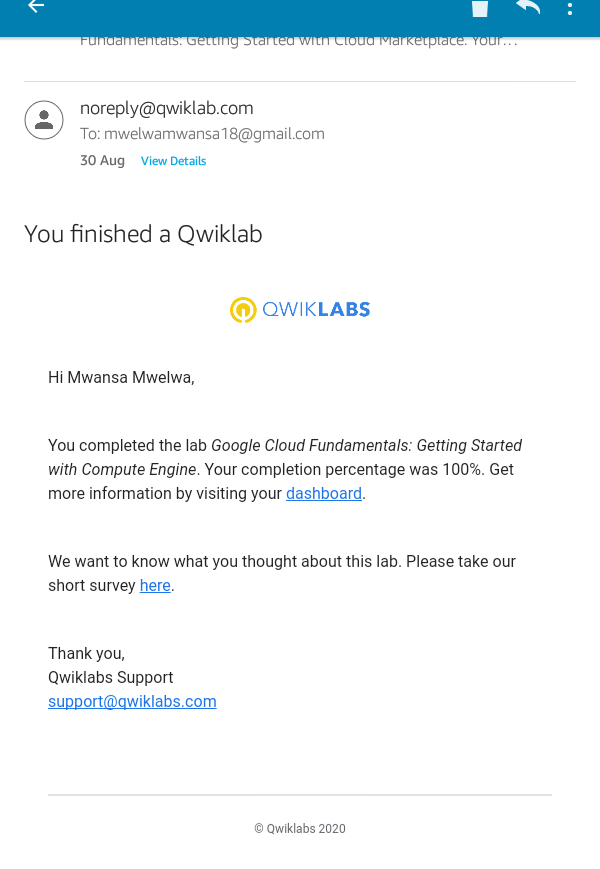 Fundamentals: Getting Started with Cloud Marketplace. Your…
noreply@qwiklab.com
To: mwelwamwansa18@gmail.com
30 Aug View Details
You finished a Qwiklab
QWIKLABS
Hi Mwansa Mwelwa,
You completed the lab Google Cloud Fundamentals: Getting Started
with Compute Engine. Your completion percentage was 100%. Get
more information by visiting your dashboard.
We want to know what you thought about this lab. Please take our
short survey here.
Thank you,
Qwiklabs Support
support@qwiklabs.com
© Qwiklabs 2020